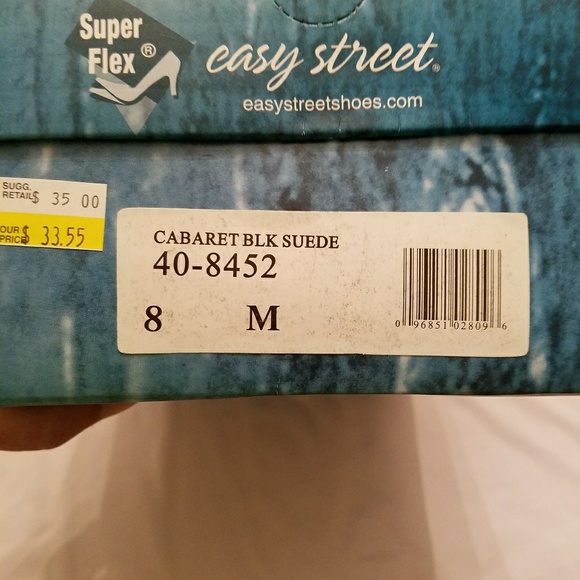 Super
Flex®
easy street®
easystreetshoes.com
SUGG.
RETAIL $ 35 00
OUR
PRICE $ 33.55
CABARET BLK SUEDE
40-8452
8 M
0 96851 02809 6